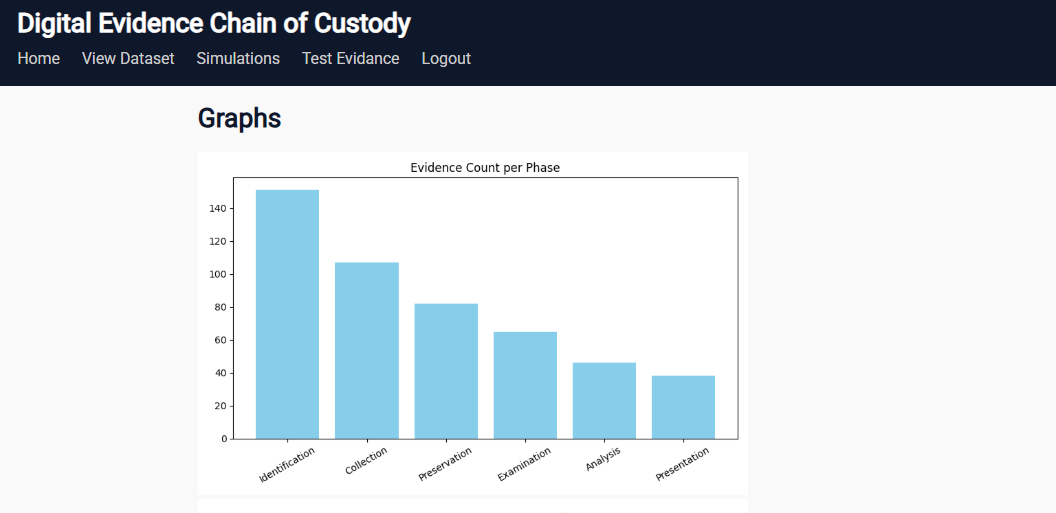 Digital Evidence Chain of Custody
Home View Dataset Simulations Test Evidance Logout
Graphs
Evidence Count per Phase
140
120
100
80
60
40
20
0
Identification Collection Preservation Examination Analysis Presentation